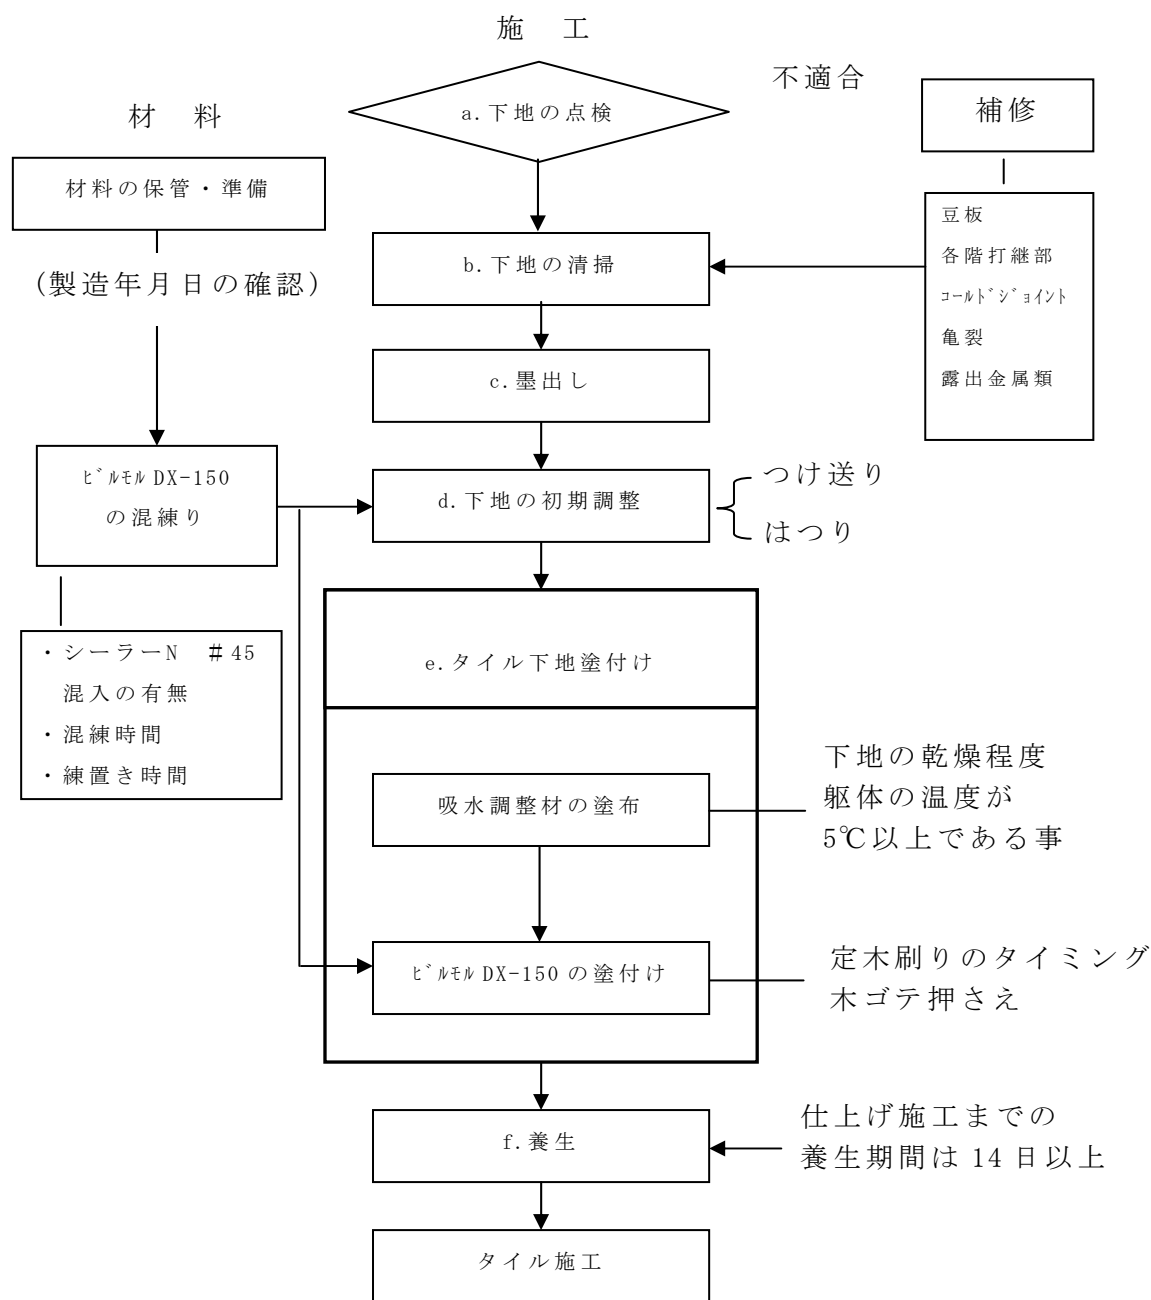 施　工
a.下地の点検
不適合
補修
材　料
材料の保管・準備
(製造年月日の確認)
b.下地の清掃
豆板
各階打継部
ｺｰﾙﾄﾞｼﾞｮｲﾝﾄ
亀裂
露出金属類
c.墨出し
ﾋﾞﾙﾓﾙ DX-150
の混練り
d.下地の初期調整
つけ送り
はつり
・シーラーN　＃45
混入の有無
・混練時間
・練置き時間
e.タイル下地塗付け
吸水調整材の塗布
下地の乾燥程度
躯体の温度が
5℃以上である事
ﾋﾞﾙﾓﾙ DX-150 の塗付け
定木刷りのタイミング
木ゴテ押さえ
f.養生
仕上げ施工までの
養生期間は 14 日以上
タイル施工